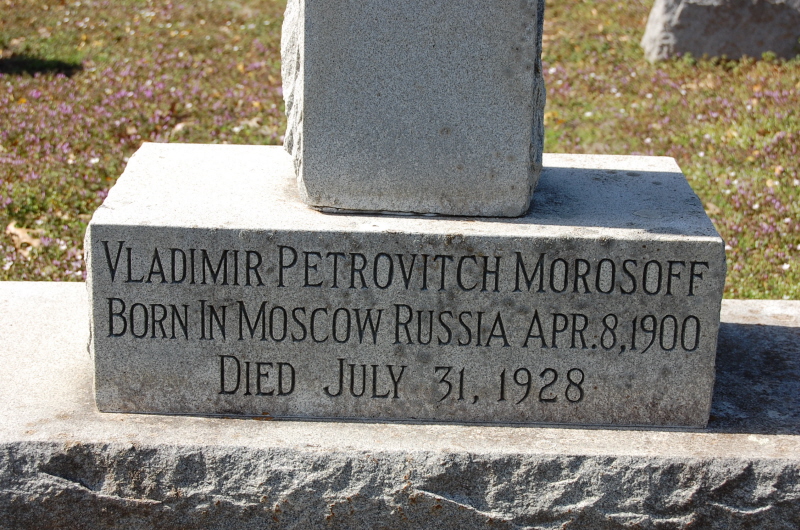 VLADIMIR PETROVITCH MOROSOFF
BORN IN MOSCOW RUSSIA APR. 8, 1900
DIED JULY 31, 1928